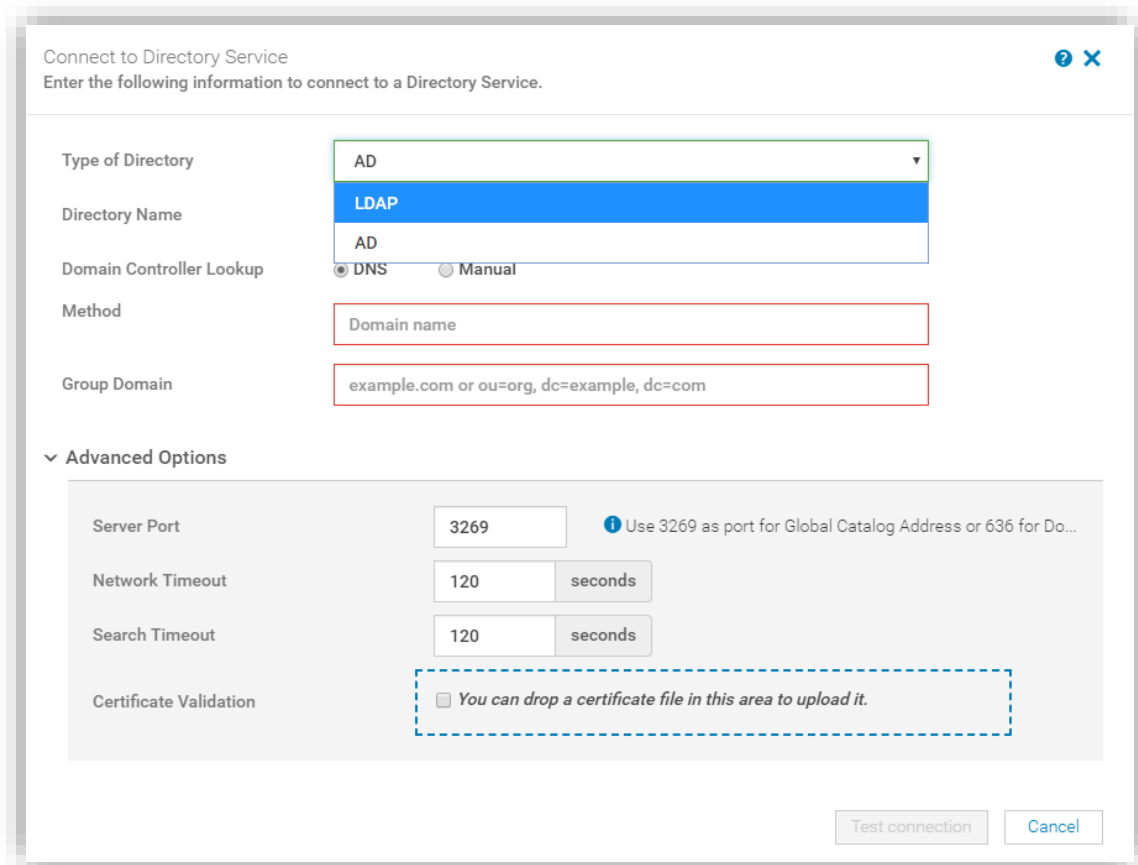 Connect to Directory Service
Enter the following information to connect to a Directory Service.
Type of Directory
AD
LDAP
Directory Name
AD
Domain Controller Lookup
DNS
Manual
Method
Domain name
Group Domain
example.com or ou=org, dc=example, dc=com
Advanced Options
Server Port
3269
Use 3269 as port for Global Catalog Address or 636 for Do...
Network Timeout
120
seconds
Search Timeout
120
seconds
Certificate Validation
You can drop a certificate file in this area to upload it.
Test connection
Cancel